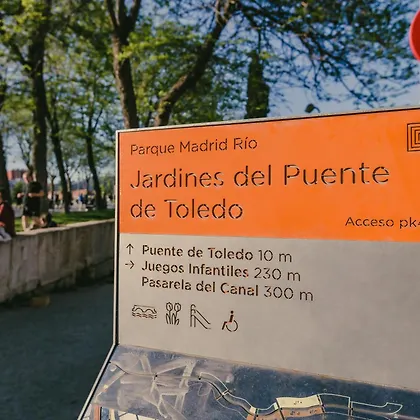 Parque Madrid Río
Jardines del Puente
de Toledo
Acceso
↑ Puente de Toledo 10 m
→ Juegos Infantiles 230 m
Pasarela del Canal 300 m